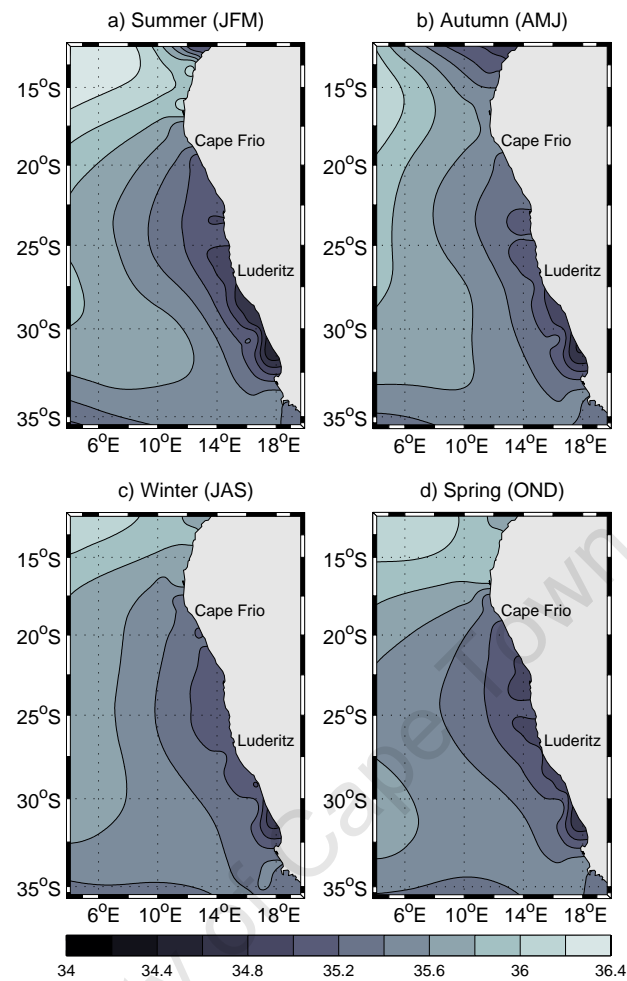 a) Summer (JFM)
b) Autumn (AMJ)
15°S
20°S
25°S
30°S
35°S
Cape Frio
Luderitz
6°E 10°E 14°E 18°E
15°S
20°S
25°S
30°S
35°S
Cape Frio
Luderitz
6°E 10°E 14°E 18°E
c) Winter (JAS)
d) Spring (OND)
15°S
20°S
25°S
30°S
35°S
Cape Frio
Luderitz
6°E 10°E 14°E 18°E
15°S
20°S
25°S
30°S
35°S
Cape Frio
Luderitz
6°E 10°E 14°E 18°E
34 34.4 34.8 35.2 35.6 36 36.4
of Cape Town